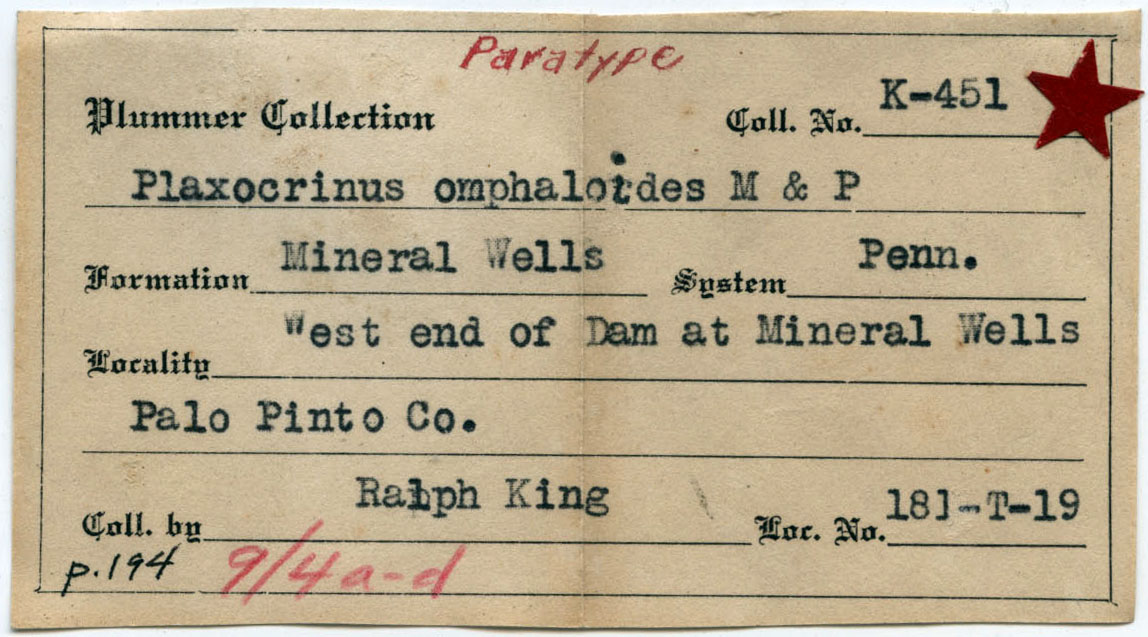 Paratype
Plummer Collection Coll. No. K-451
Plaxocrinus omphaloides M & P
Formation Mineral Wells System Penn.
Locality West end of Dam at Mineral Wells
Palo Pinto Co.
Coll. by Ralph King Loc. No. 181-T-19
p.194 9/4a-d